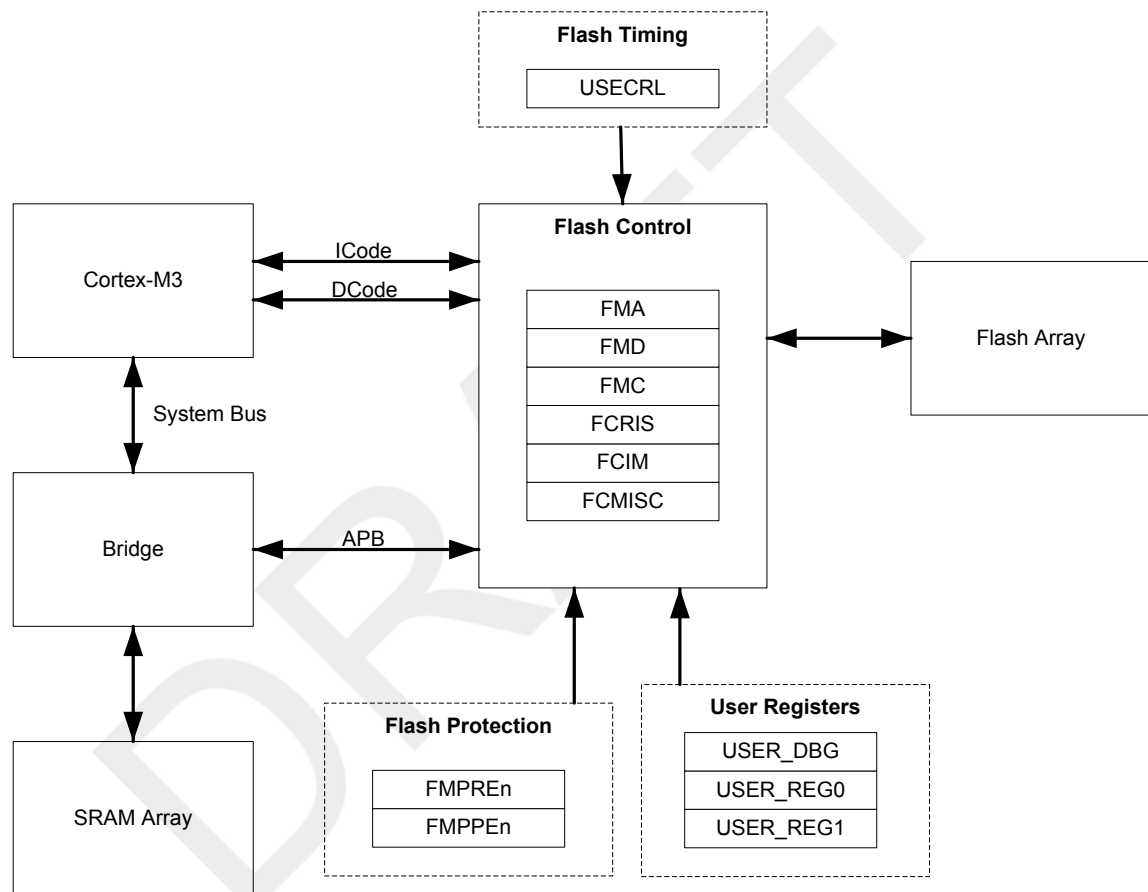 Flash Timing
USECRL
Flash Control
ICode
Cortex-M3
DCode
FMA
FMD
FMC
FCRIS
FCIM
FCMISC
Flash Array
System Bus
Bridge
APB
Flash Protection
FMPREn
FMPPEn
User Registers
USER_DBG
USER_REG0
USER_REG1
SRAM Array
DRAFT